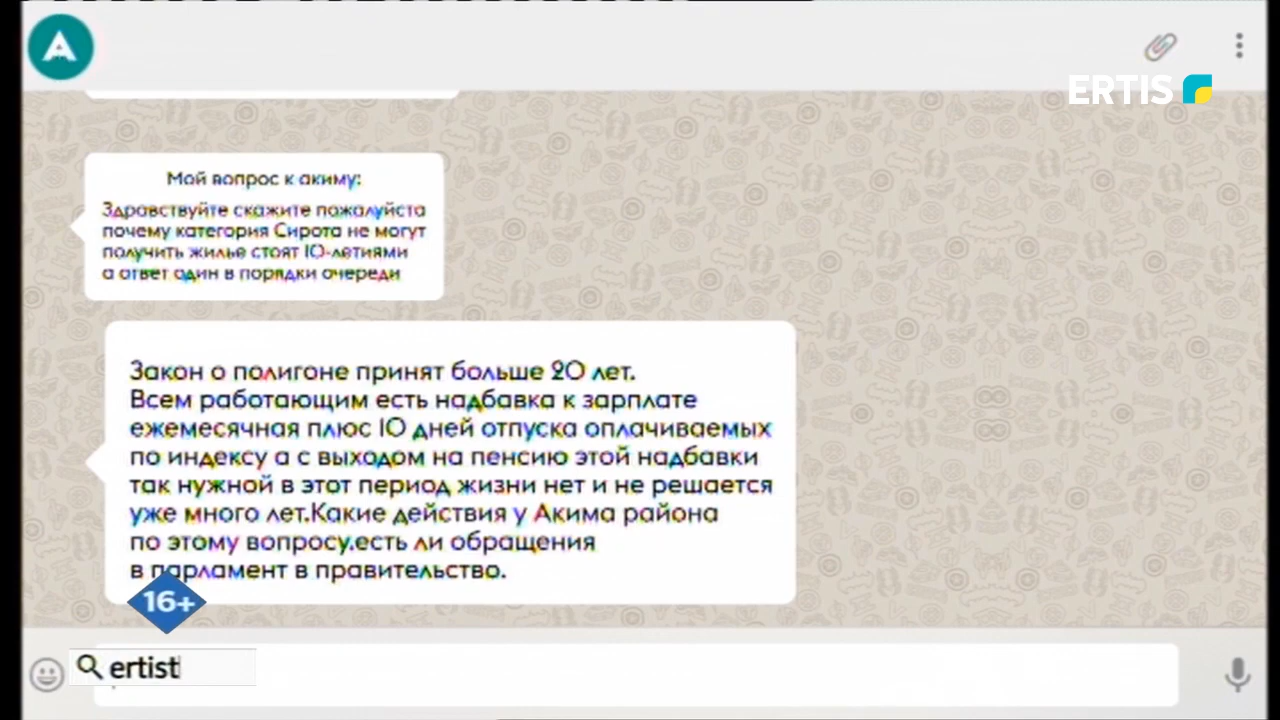 ERTIS
Мой вопрос к акиму:
Здравствуйте скажите пожалуйста
почему категория Сирота не могут
получить жилье стоят 10-летиями
а ответ один в порядки очереди
Закон о полигоне принят больше 20 лет.
Всем работающим есть надбавка к зарплате
ежемесячная плюс 10 дней отпуска оплачиваемых
по индексу а с выходом на пенсию этой надбавки
так нужной в этот период жизни нет и не решается
уже много лет.Какие действия у Акима района
по этому вопросу.есть ли обращения
в парламент в правительство.
16+
ertist